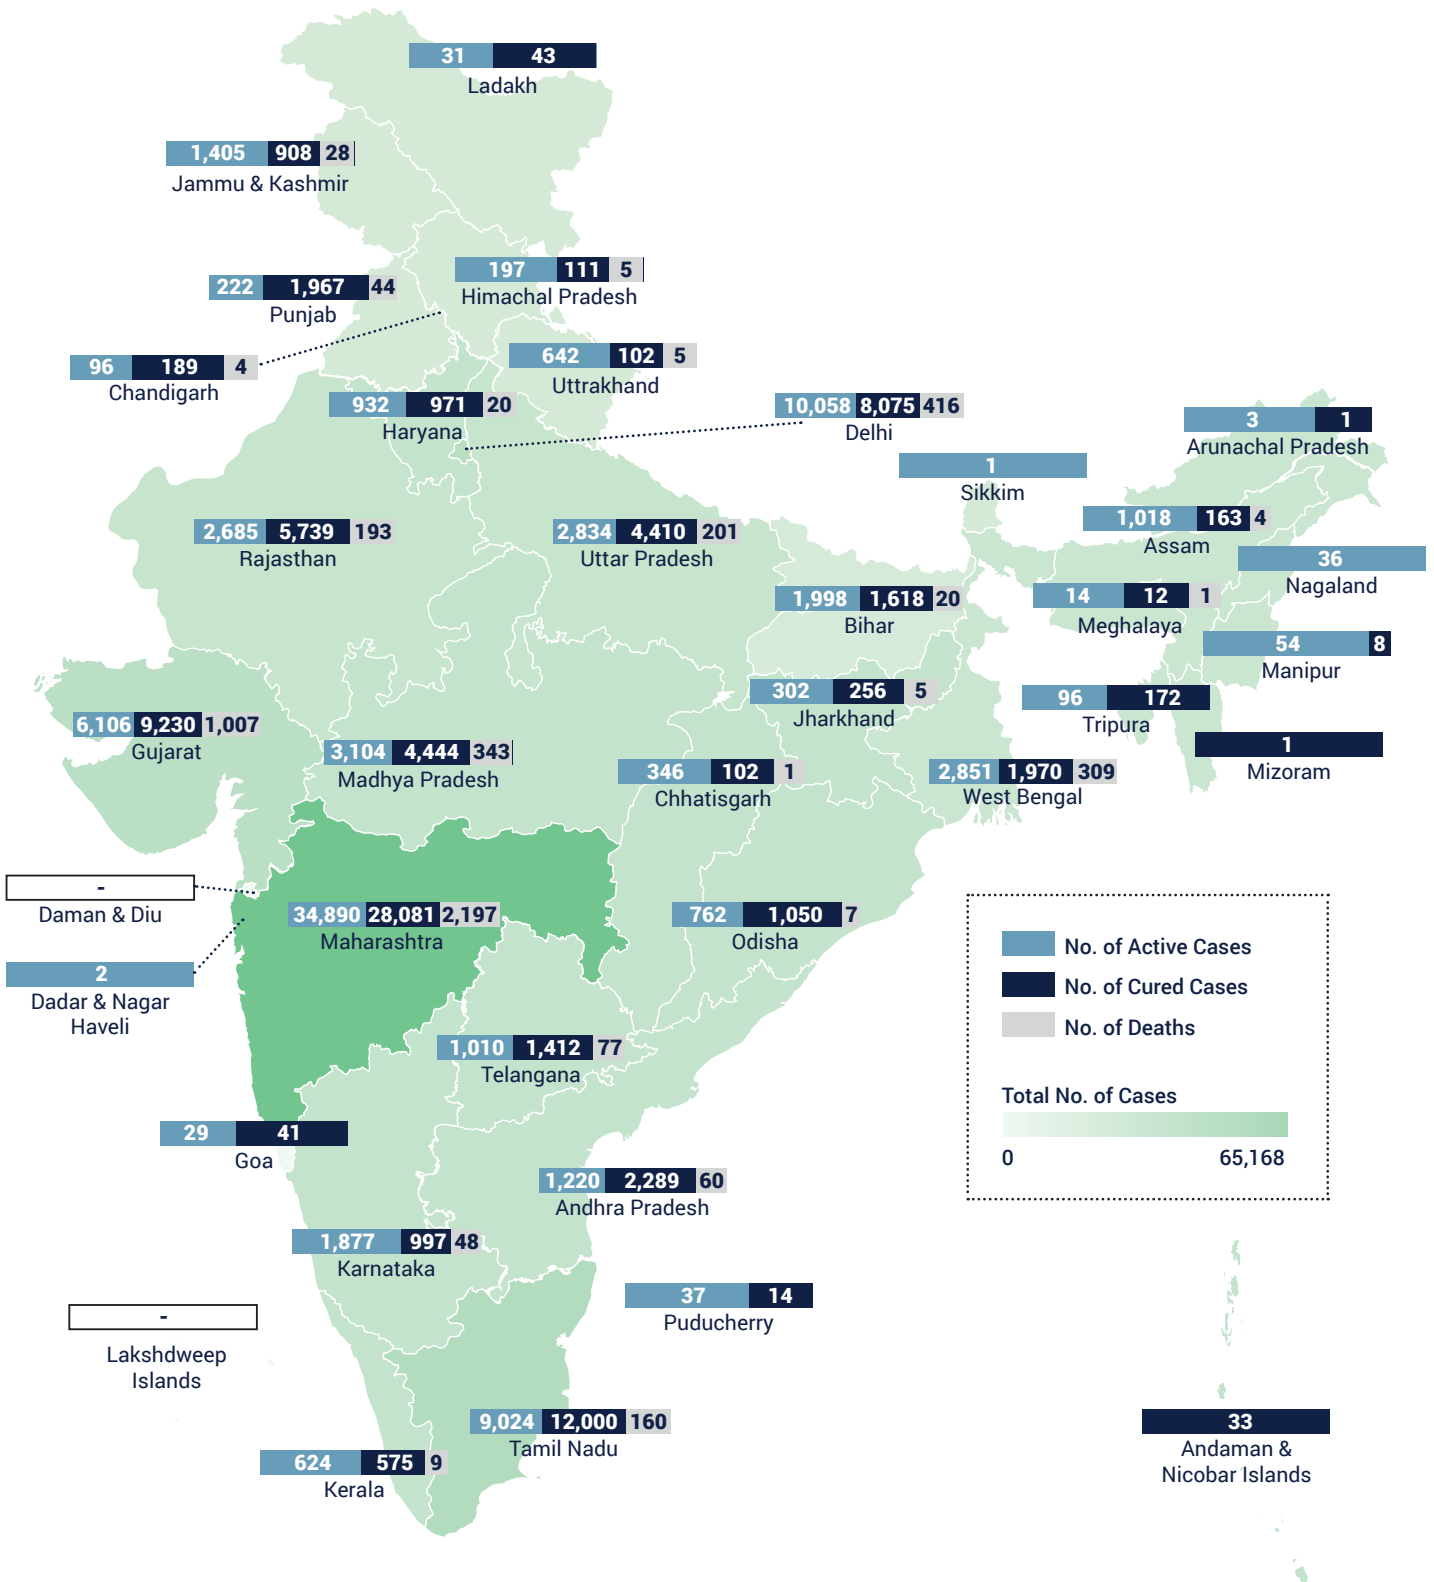 31 43
Ladakh
1,405 908 28
Jammu & Kashmir
197 111 5
Himachal Pradesh
222 1,967 44
Punjab
642 102 5
Uttrakhand
96 189 4
Chandigarh
932 971 20
Haryana
10,058 8,075 416
Delhi
3 1
Arunachal Pradesh
1
Sikkim
1,018 163 4
Assam
2,685 5,739 193
Rajasthan
2,834 4,410 201
Uttar Pradesh
36
Nagaland
1,998 1,618 20
Bihar
14 12 1
Meghalaya
54 8
Manipur
302 256 5
Jharkhand
96 172
Tripura
6,106 9,230 1,007
Gujarat
3,104 4,444 343
Madhya Pradesh
1
Mizoram
346 102 1
Chhatisgarh
2,851 1,970 309
West Bengal
-
Daman & Diu
34,890 28,081 2,197
Maharashtra
762 1,050 7
Odisha
2
Dadar & Nagar
Haveli
No. of Active Cases
No. of Cured Cases
No. of Deaths
Total No. of Cases
0 65,168
1,010 1,412 77
Telangana
29 41
Goa
1,220 2,289 60
Andhra Pradesh
1,877 997 48
Karnataka
37 14
Puducherry
-
Lakshdweep
Islands
9,024 12,000 160
Tamil Nadu
33
Andaman &
Nicobar Islands
624 575 9
Kerala